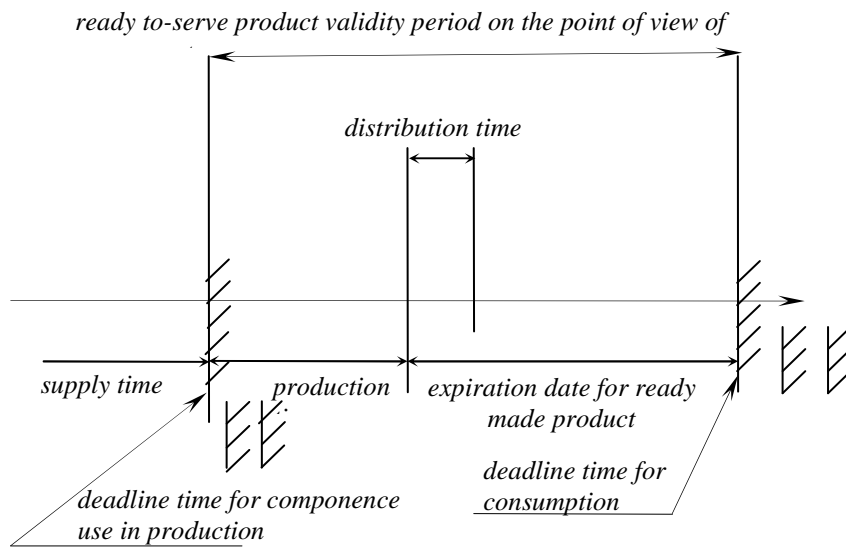 ready to-serve product validity period on the point of view of
distribution time
supply time
production
expiration date for ready
made product
deadline time for
consumption
deadline time for componence
use in production